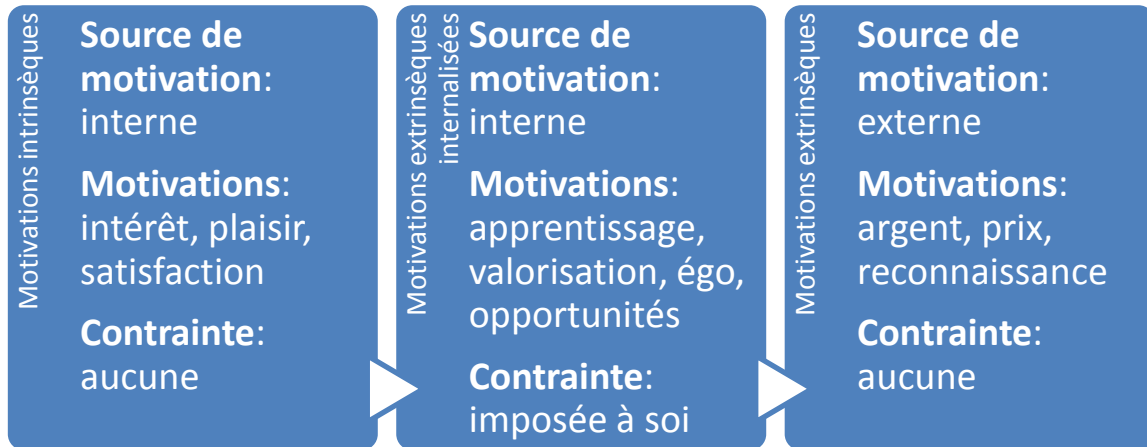 Motivations intrinsèques
Source de
motivation:
interne
Motivations:
intérêt, plaisir,
satisfaction
Contrainte:
aucune
Motivations extrinsèques
internalisées
Source de
motivation:
interne
Motivations:
apprentissage,
valorisation, égo,
opportunités
Contrainte:
imposée à soi
Motivations extrinsèques
Source de
motivation:
externe
Motivations:
argent, prix,
reconnaissance
Contrainte:
aucune